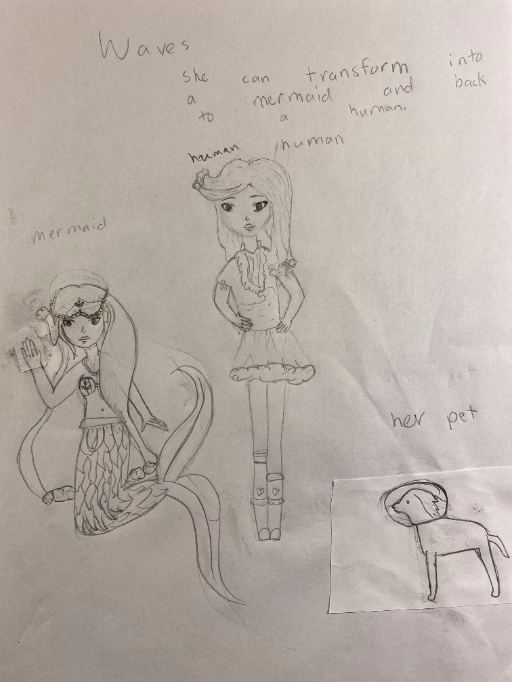 Waves
She can transform into
a mermaid and back
to a human.
human human
mermaid
her pet